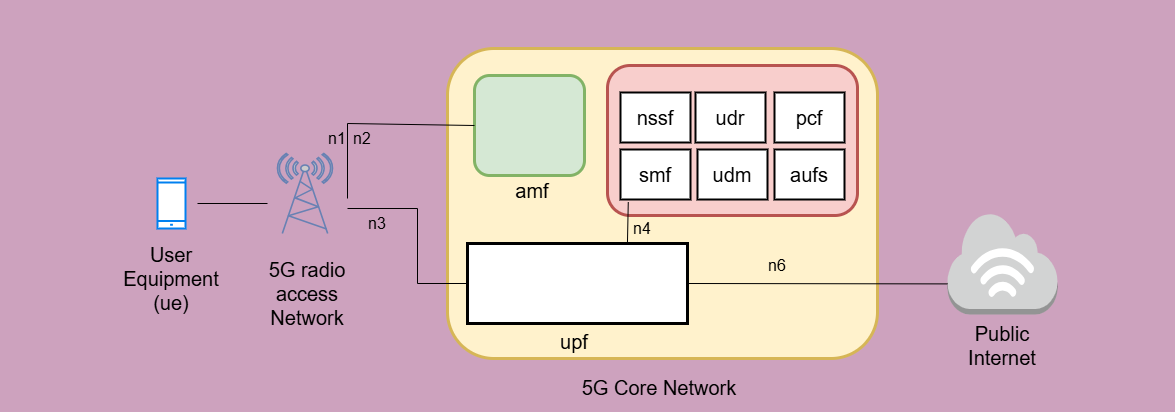 nssf
udr
pcf
n1
n2
smf
udm
aufs
amf
n3
n4
User
Equipment
(ue)
5G radio
access
Network
n6
upf
Public
Internet
5G Core Network